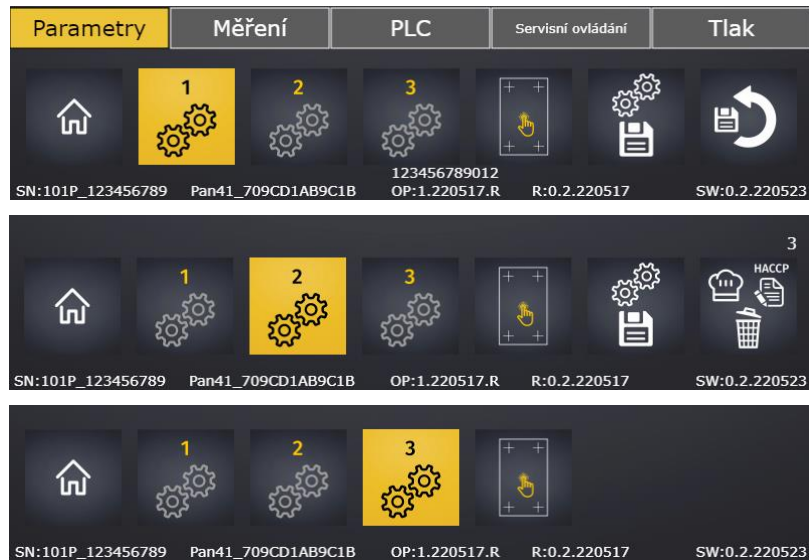 Parametry Měření PLC Servisní ovládání Tlak
1 2 3
123456789012
SN:101P_123456789 Pan41_709CD1AB9C1B OP:1.220517.R R:0.2.220517 SW:0.2.220523
3
1 2 3 HACCP
SN:101P_123456789 Pan41_709CD1AB9C1B OP:1.220517.R R:0.2.220517 SW:0.2.220523
1 2 3
SN:101P_123456789 Pan41_709CD1AB9C1B OP:1.220517.R R:0.2.220517 SW:0.2.220523